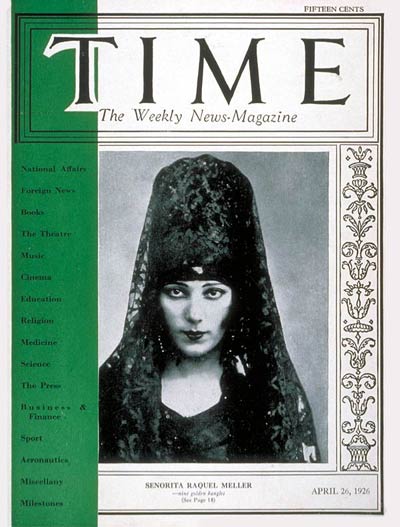 FIFTEEN CENTS
TIME
The Weekly News-Magazine
National Affairs
Foreign News
Books
The Theatre
Music
Cinema
Education
Religion
Medicine
Science
The Press
Business &
Finance
Sport
Aeronautics
Miscellany
Milestones
SENORITA RAQUEL MELLER
—nine golden bangles
(See Page 14)
APRIL 26, 1926